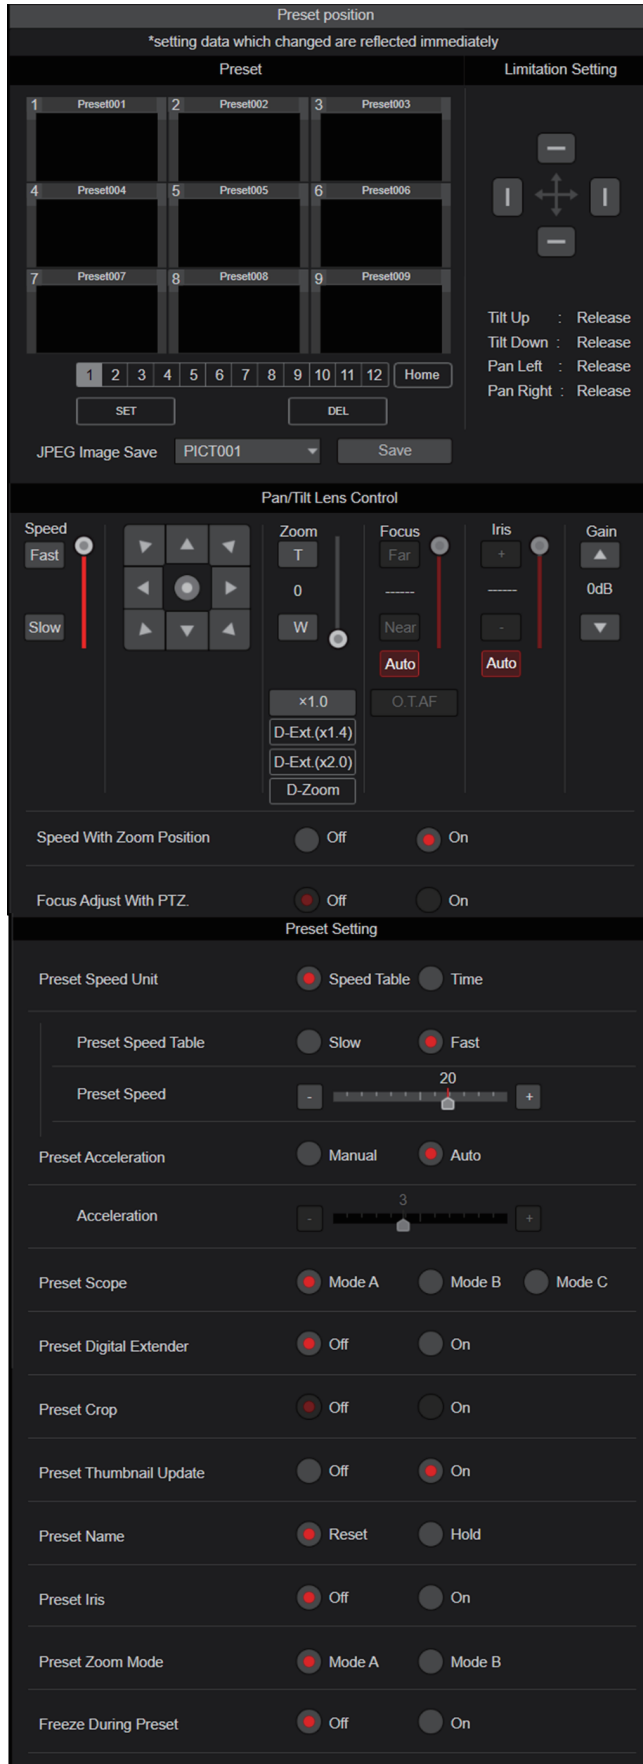 Preset position
*setting data which changed are reflected immediately
Preset
Limitation Setting
1 Preset001 2 Preset002 3 Preset003
4 Preset004 5 Preset005 6 Preset006
7 Preset007 8 Preset008 9 Preset009
Tilt Up : Release
Tilt Down : Release
Pan Left : Release
Pan Right : Release
1 2 3 4 5 6 7 8 9 10 11 12 Home
SET DEL
JPEG Image Save PICT001 Save
Pan/Tilt Lens Control
Speed
Fast
Slow
Zoom
T
0
W
×1.0
D-Ext.(x1.4)
D-Ext.(x2.0)
D-Zoom
Focus
Far
------
Near
Auto
O.T.AF
Iris
+
------
-
Auto
Gain
0dB
Speed With Zoom Position Off On
Focus Adjust With PTZ. Off On
Preset Setting
Preset Speed Unit Speed Table Time
Preset Speed Table Slow Fast
20
Preset Speed - +
Preset Acceleration Manual Auto
3
Acceleration - +
Preset Scope Mode A Mode B Mode C
Preset Digital Extender Off On
Preset Crop Off On
Preset Thumbnail Update Off On
Preset Name Reset Hold
Preset Iris Off On
Preset Zoom Mode Mode A Mode B
Freeze During Preset Off On